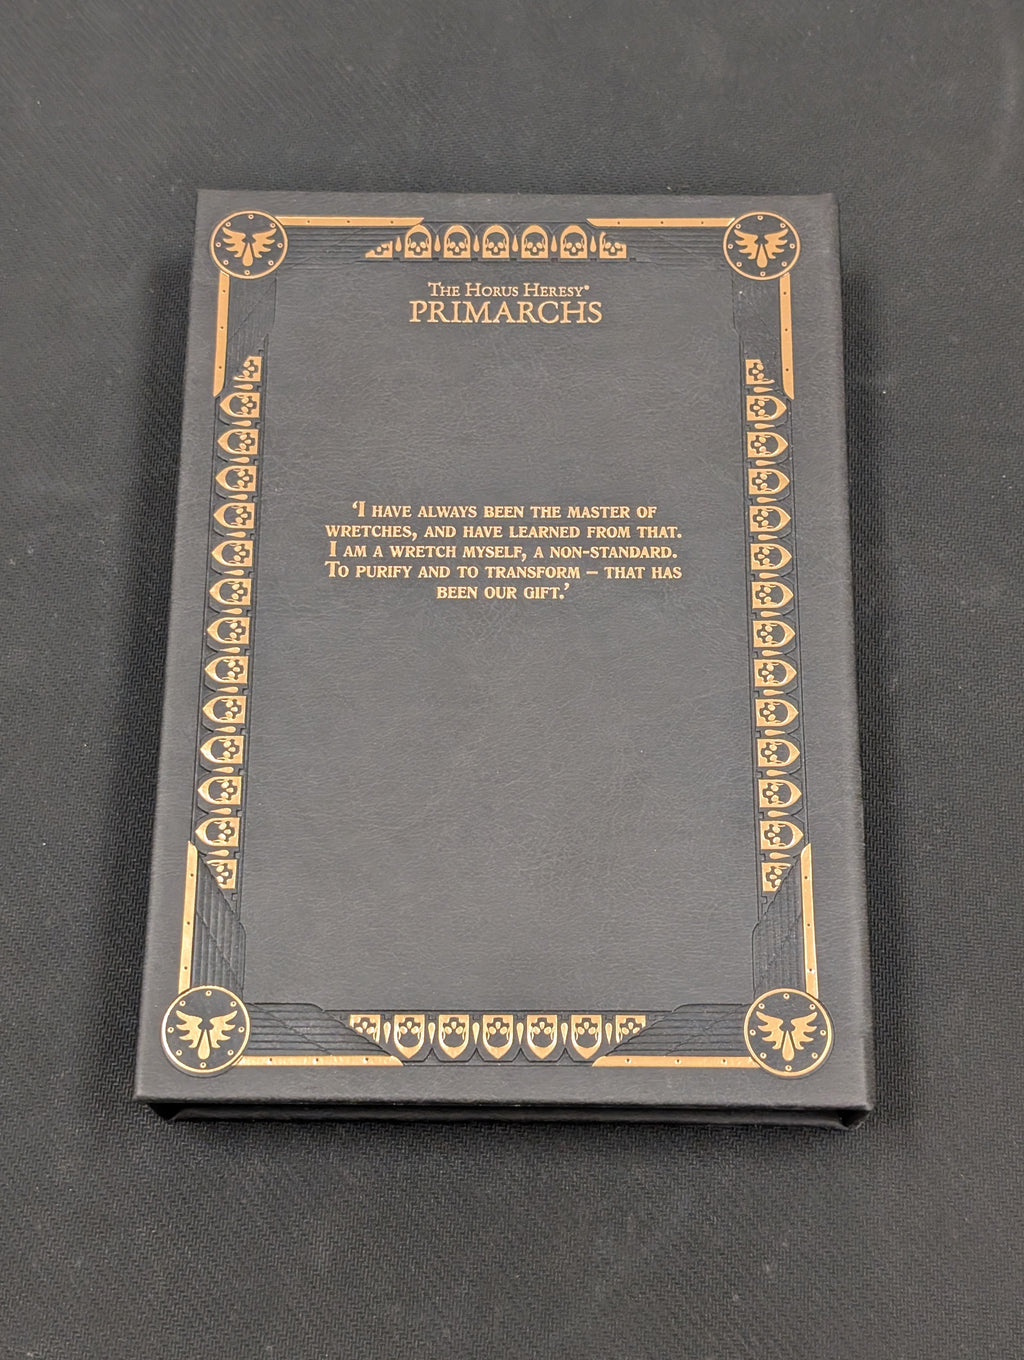 The Horus Heresy®
PRIMARCHS
‘I have always been the master of
wretches, and have learned from that.
I am a wretch myself, a non-standard.
To purify and to transform – that has
been our gift.’